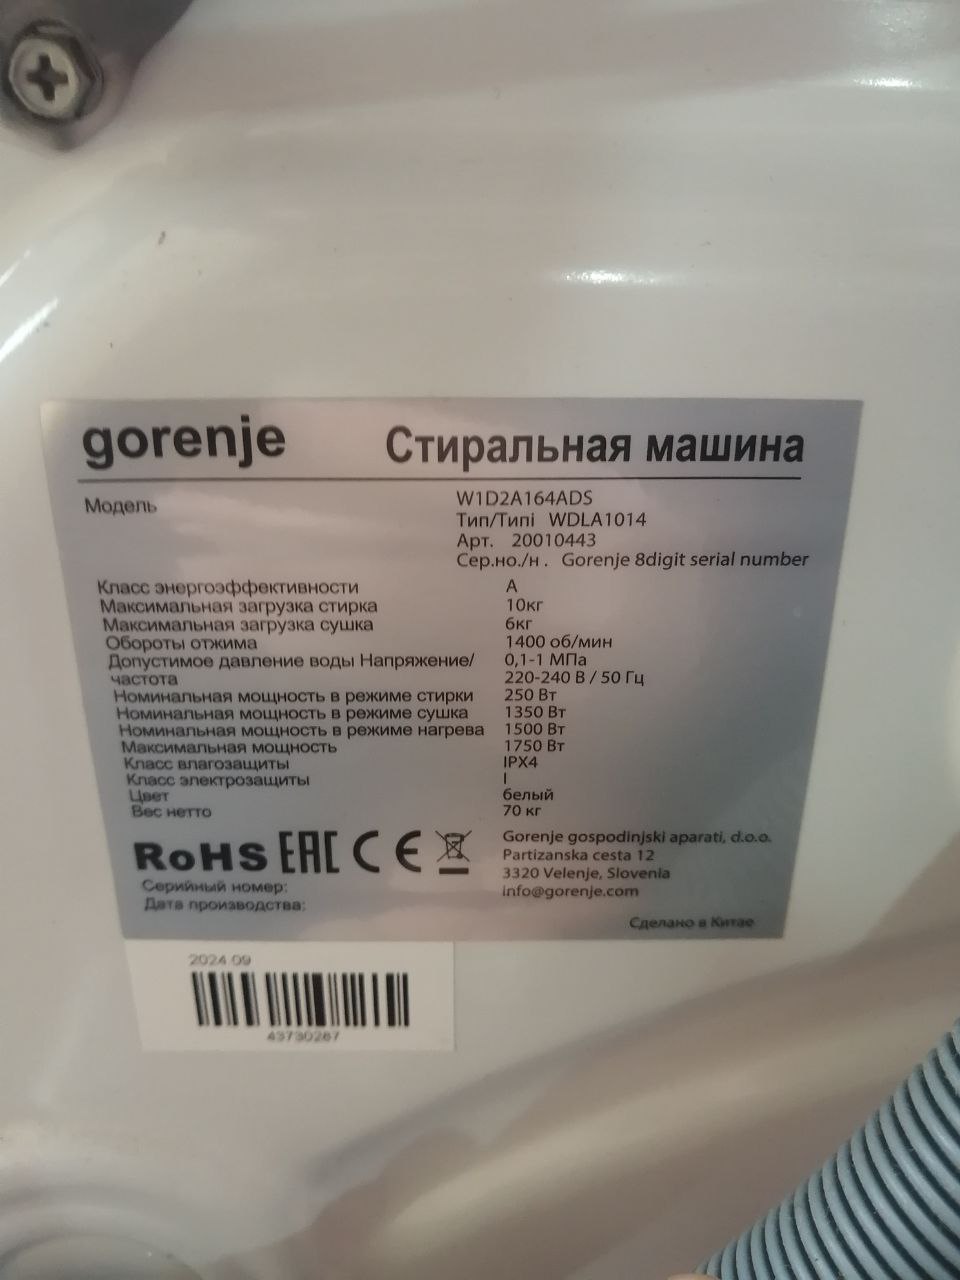 gorenje Стиральная машина
Модель W1D2A164ADS
Тип/Типі WDLA1014
Арт. 20010443
Сер.но./н . Gorenje 8digit serial number
Класс энергоэффективности A
Максимальная загрузка стирка 10кг
Максимальная загрузка сушка 6кг
Обороты отжима 1400 об/мин
Допустимое давление воды Напряжение/ 0,1-1 МПа
частота 220-240 В / 50 Гц
Номинальная мощность в режиме стирки 250 Вт
Номинальная мощность в режиме сушка 1350 Вт
Номинальная мощность в режиме нагрева 1500 Вт
Максимальная мощность 1750 Вт
Класс влагозащиты IPX4
Класс электрозащиты I
Цвет белый
Вес нетто 70 кг
RoHS EAC CE
Gorenje gospodinjski aparati, d.o.o.
Partizanska cesta 12
3320 Velenje, Slovenia
info@gorenje.com
Серийный номер:
Дата производства:
Сделано в Китае
2024 09
43730267